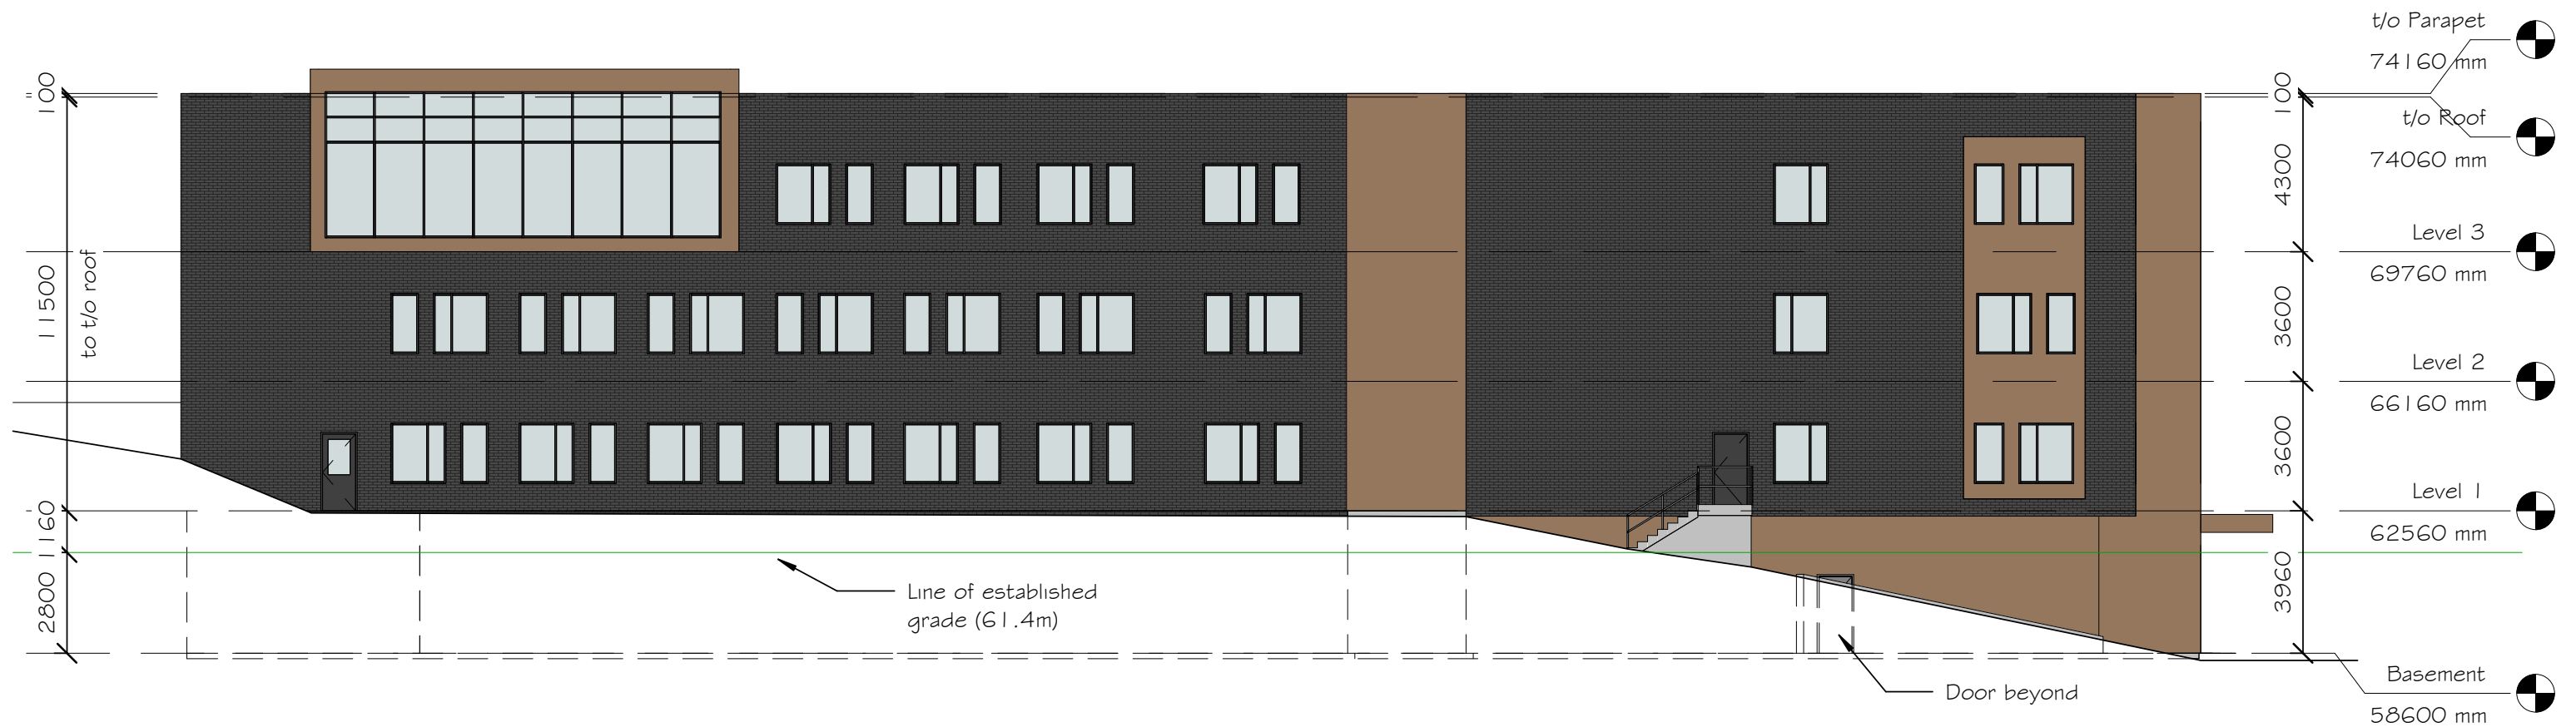 t/o Parapet
74160 mm
t/o Roof
74060 mm
Level 3
69760 mm
Level 2
66160 mm
Level 1
62560 mm
Basement
58600 mm
100
11500
to t/o roof
1160
2800
100
4300
3600
3600
3960
Line of established
grade (61.4m)
Door beyond